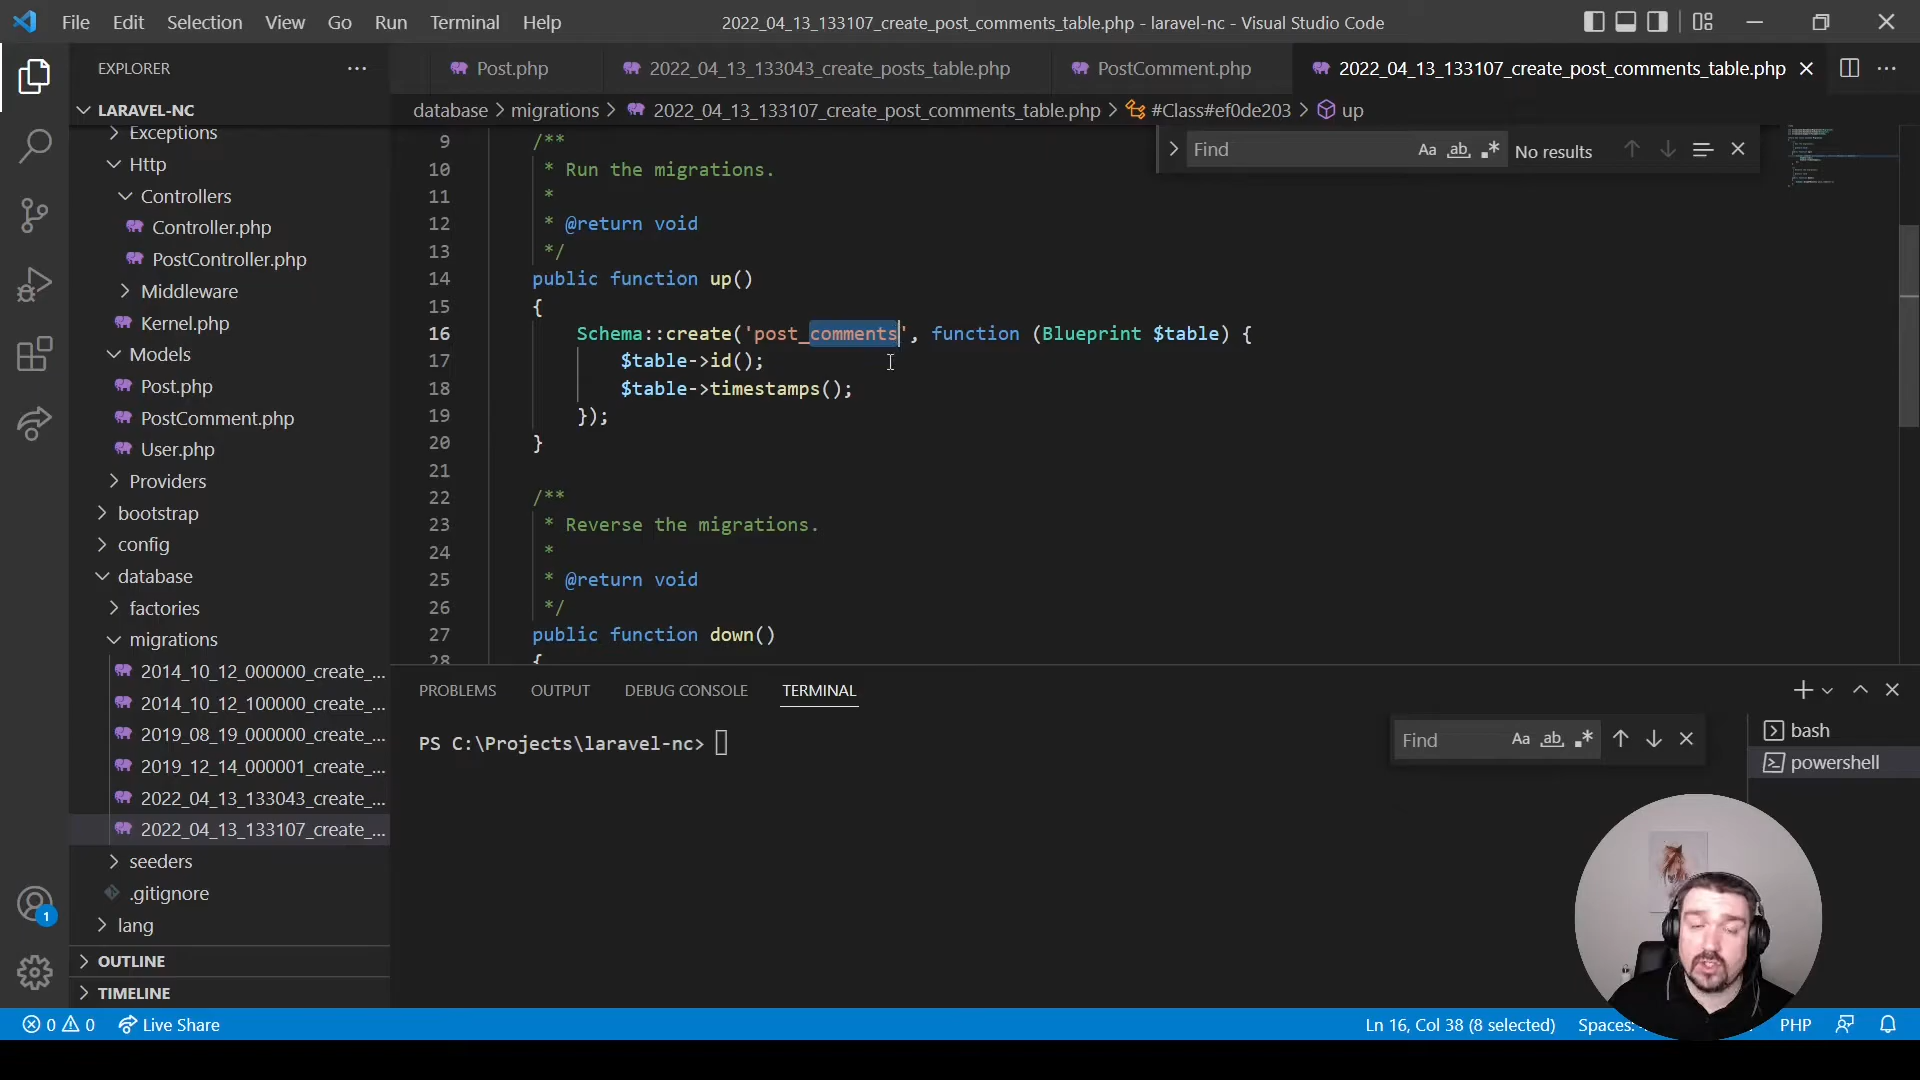 File Edit Selection View Go Run Terminal Help
2022_04_13_133107_create_post_comments_table.php - laravel-nc - Visual Studio Code
EXPLORER
Post.php
2022_04_13_133043_create_posts_table.php
PostComment.php
2022_04_13_133107_create_post_comments_table.php
database > migrations > 2022_04_13_133107_create_post_comments_table.php > #Class#ef0de203 > up
Find
Aa ab .*
No results
LARAVEL-NC
Exceptions
Http
Controllers
Controller.php
PostController.php
Middleware
Kernel.php
Models
Post.php
PostComment.php
User.php
Providers
bootstrap
config
database
factories
migrations
2014_10_12_000000_create_...
2014_10_12_100000_create_...
2019_08_19_000000_create_...
2019_12_14_000001_create_...
2022_04_13_133043_create_...
2022_04_13_133107_create_...
seeders
.gitignore
lang
OUTLINE
TIMELINE
9 /**
10 * Run the migrations.
11 *
12 * @return void
13 */
14 public function up()
15 {
16 Schema::create('post_comments', function (Blueprint $table) {
17 $table->id();
18 $table->timestamps();
19 });
20 }
21
22 /**
23 * Reverse the migrations.
24 *
25 * @return void
26 */
27 public function down()
28 {
PROBLEMS OUTPUT DEBUG CONSOLE TERMINAL
PS C:\Projects\laravel-nc>
Find
Aa ab .*
bash
powershell
1
0 0 Live Share
Ln 16, Col 38 (8 selected) Spaces: PHP